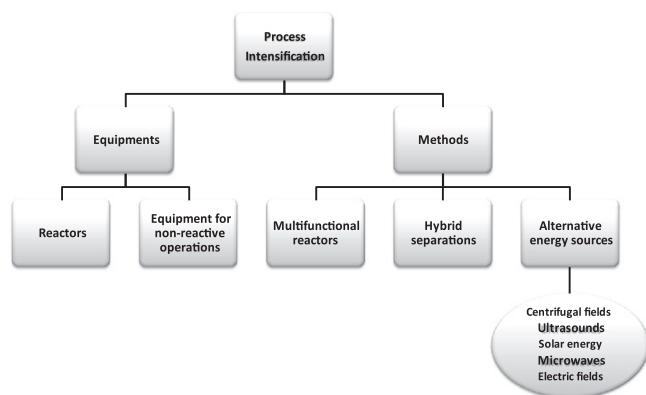 Process
Intensification
Equipments
Methods
Reactors
Equipment for
non-reactive
operations
Multifunctional
reactors
Hybrid
separations
Alternative
energy sources
Centrifugal fields
Ultrasounds
Solar energy
Microwaves
Electric fields